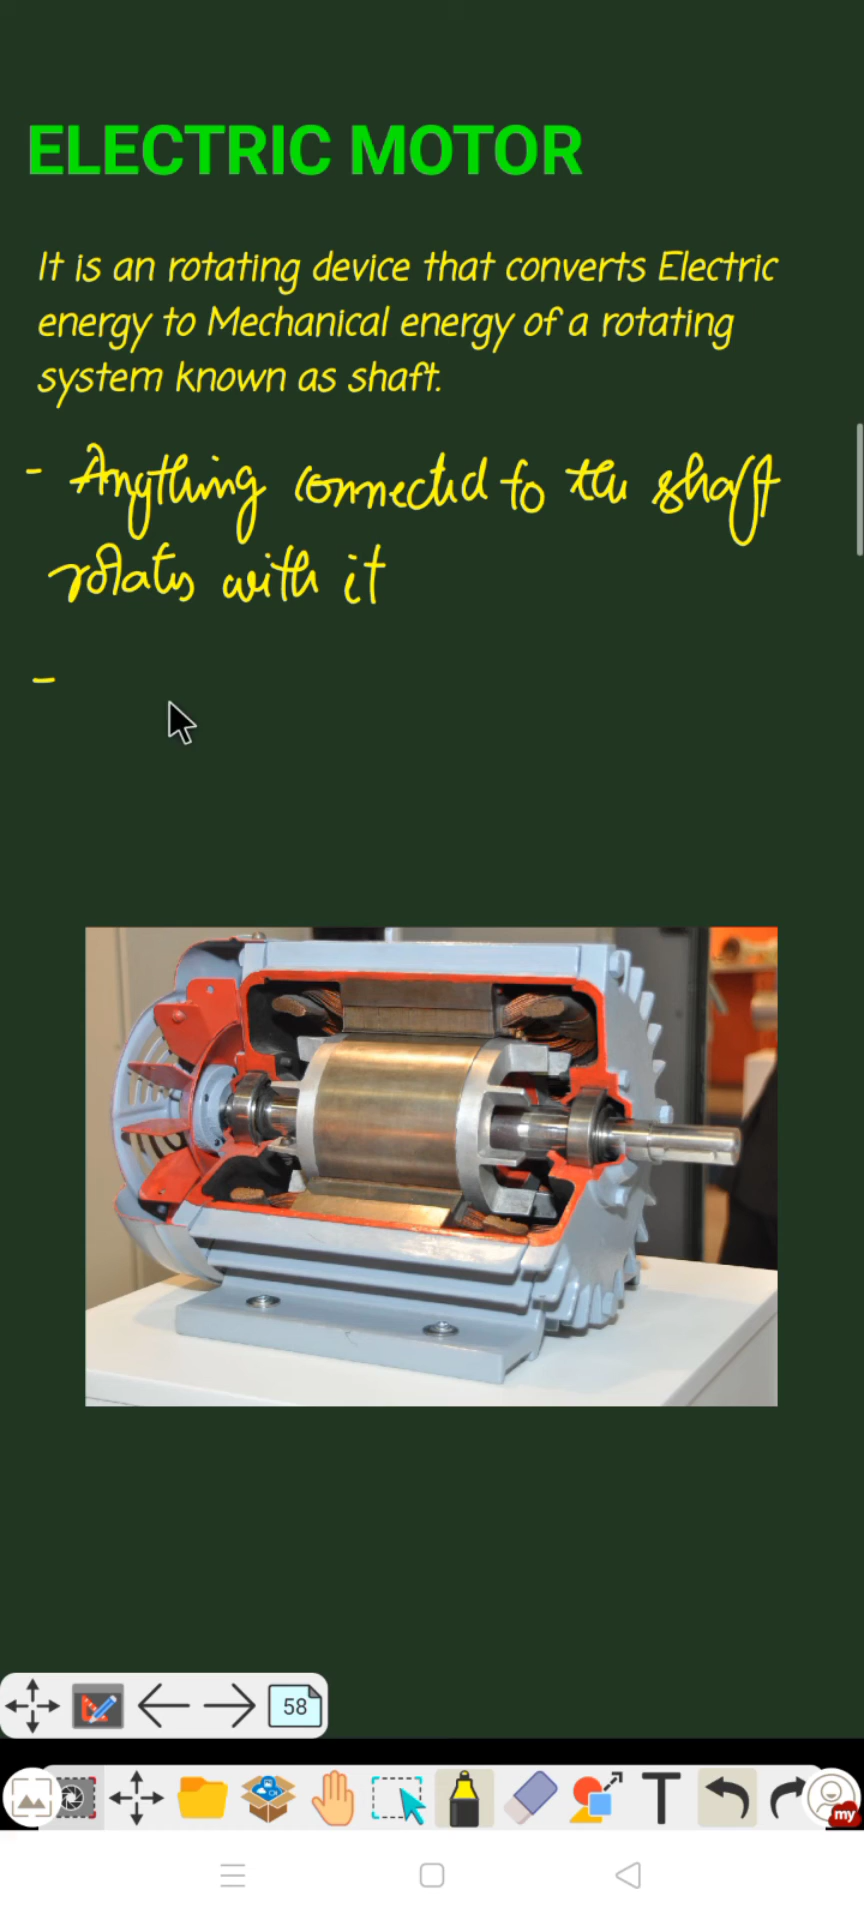 ELECTRIC MOTOR
It is an rotating device that converts Electric
energy to Mechanical energy of a rotating
system known as shaft.
- Anything connected to the shaft
rotates with it
-
58
T
my